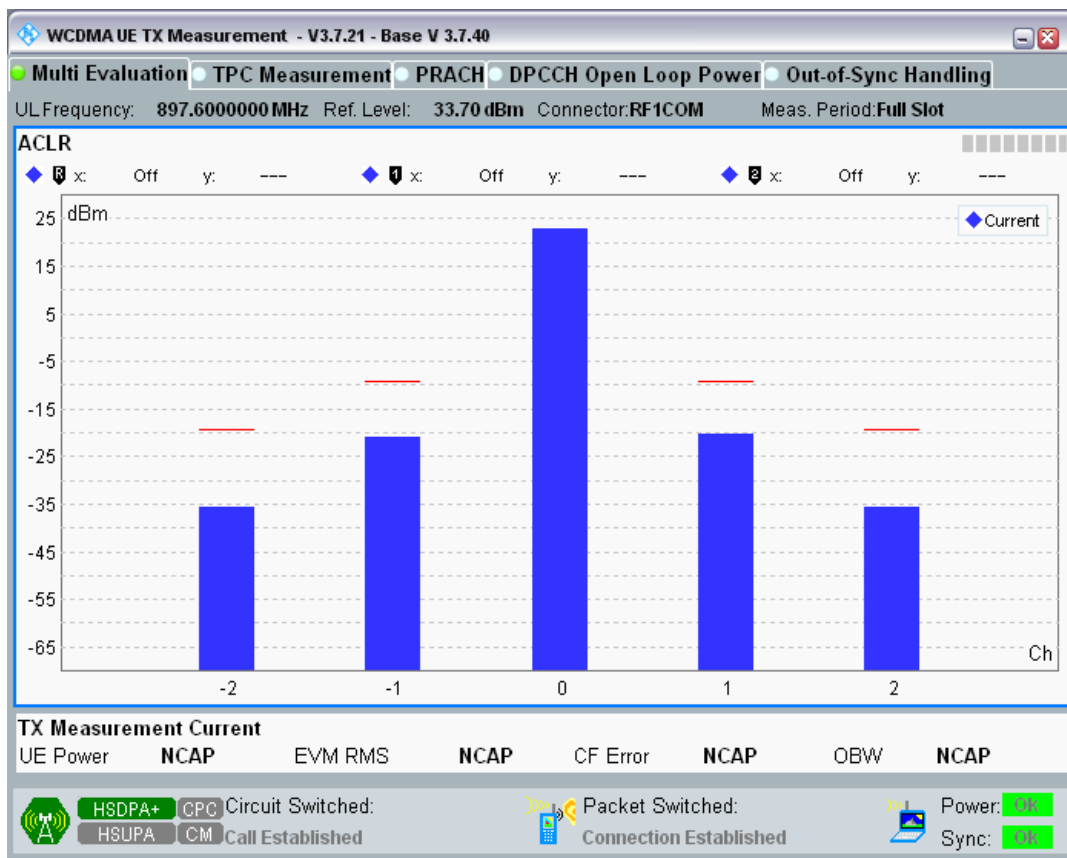 WCDMA UE TX Measurement - V3.7.21 - Base V 3.7.40
Multi Evaluation TPC Measurement PRACH DPCCH Open Loop Power Out-of-Sync Handling
UL Frequency: 897.6000000 MHz Ref. Level: 33.70 dBm Connector:RF1COM Meas. Period:Full Slot
ACLR
R x: Off y: --- 1 x: Off y: --- 2 x: Off y: ---
25 dBm
Current
15
5
-5
-15
-25
-35
-45
-55
-65
Ch
-2 -1 0 1 2
TX Measurement Current
UE Power NCAP EVM RMS NCAP CF Error NCAP OBW NCAP
HSDPA+ CPC Circuit Switched: Packet Switched: Power: OK
HSUPA CM Call Established Connection Established Sync: OK